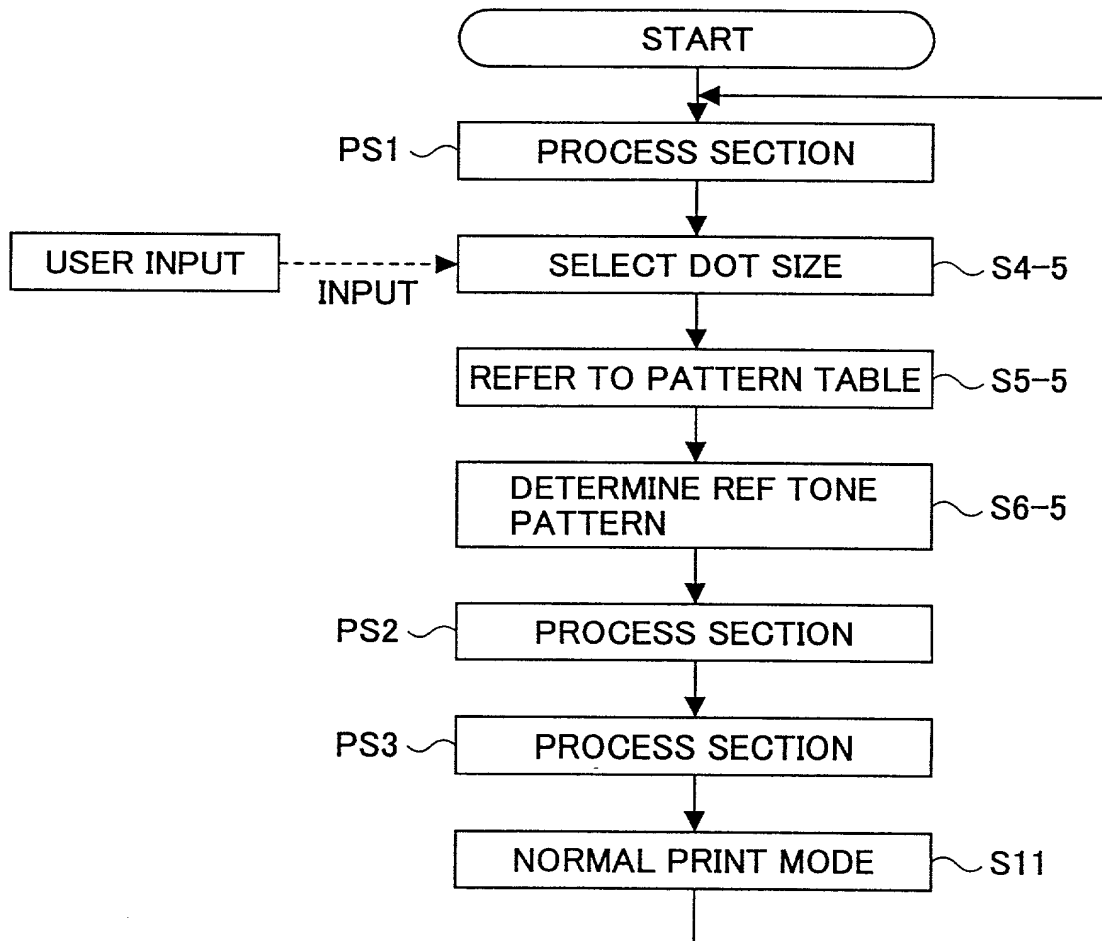 START
PS1
PROCESS SECTION
USER INPUT
INPUT
SELECT DOT SIZE
S4-5
REFER TO PATTERN TABLE
S5-5
DETERMINE REF TONE
PATTERN
S6-5
PS2
PROCESS SECTION
PS3
PROCESS SECTION
NORMAL PRINT MODE
S11